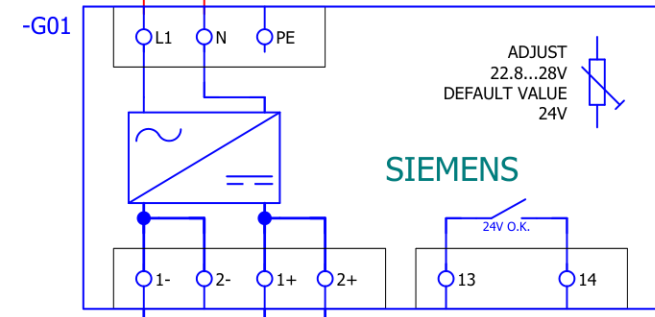 -G01
L1 N PE
ADJUST
22.8...28V
DEFAULT VALUE
24V
SIEMENS
24V O.K.
1- 2- 1+ 2+ 13 14